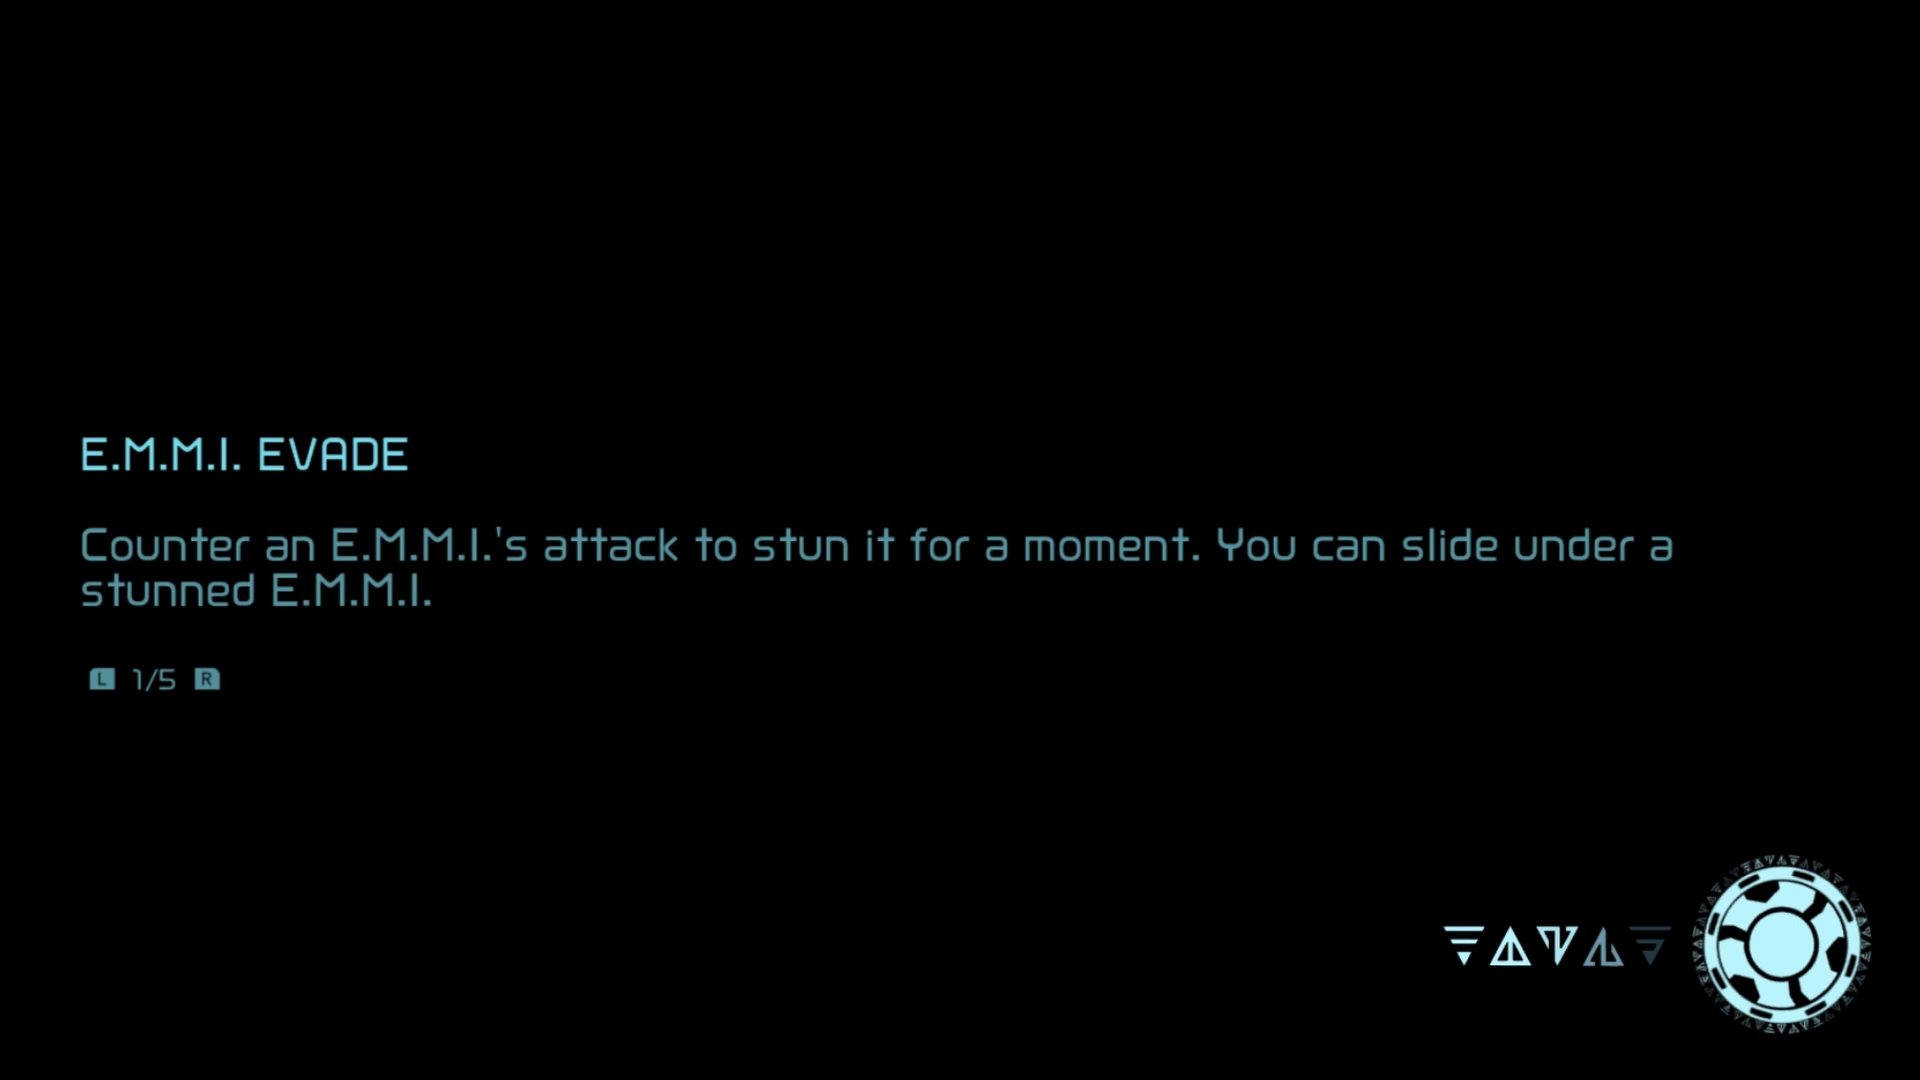 E.M.M.I. EVADE
Counter an E.M.M.I.'s attack to stun it for a moment. You can slide under a
stunned E.M.M.I.
L 1/5 R